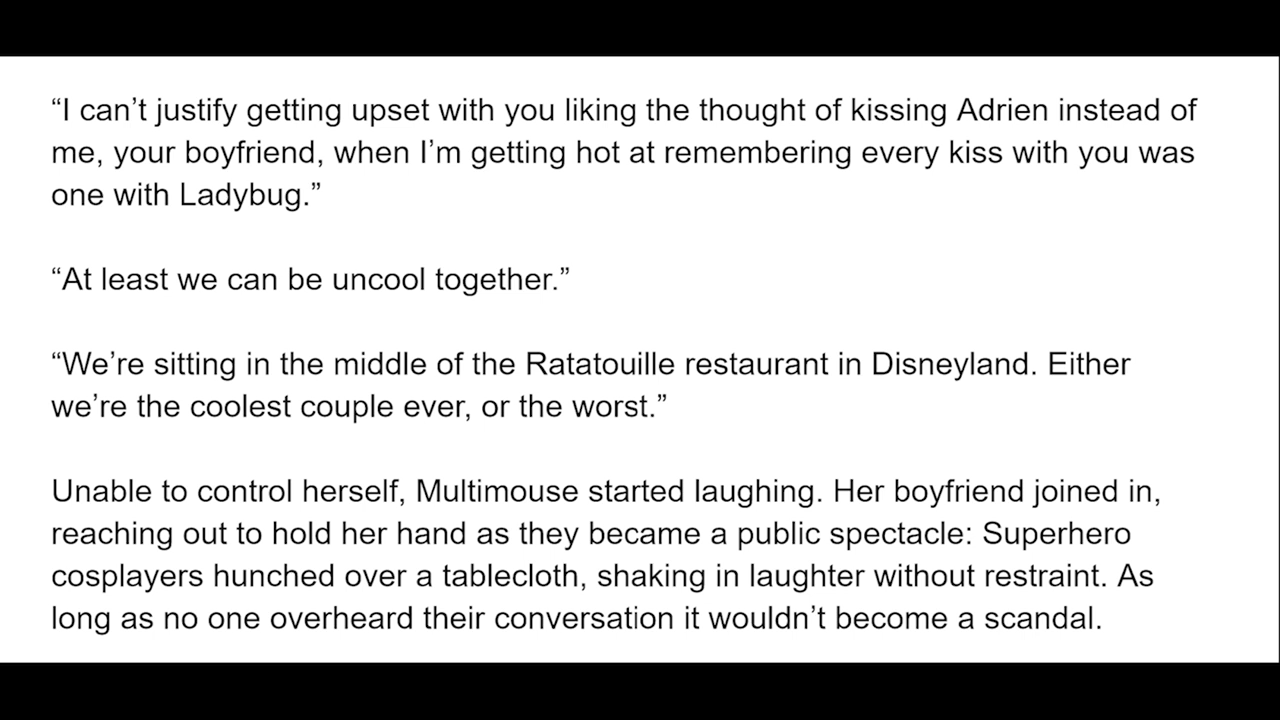 “I can’t justify getting upset with you liking the thought of kissing Adrien instead of
me, your boyfriend, when I’m getting hot at remembering every kiss with you was
one with Ladybug.”
“At least we can be uncool together.”
“We’re sitting in the middle of the Ratatouille restaurant in Disneyland. Either
we’re the coolest couple ever, or the worst.”
Unable to control herself, Multimouse started laughing. Her boyfriend joined in,
reaching out to hold her hand as they became a public spectacle: Superhero
cosplayers hunched over a tablecloth, shaking in laughter without restraint. As
long as no one overheard their conversation it wouldn’t become a scandal.